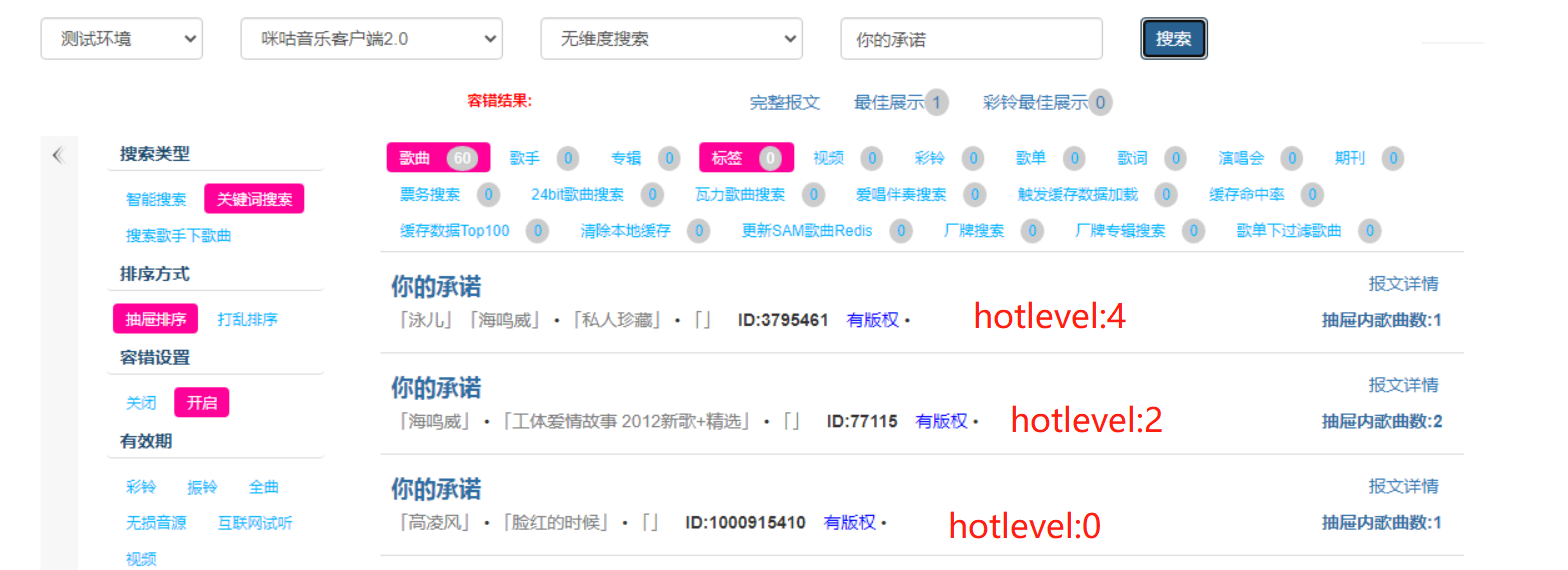 测试环境 咪咕音乐客户端2.0 无维度搜索 你的承诺 搜索
容错结果: 完整报文 最佳展示 1 彩铃最佳展示 0
搜索类型
智能搜索 关键词搜索
搜索歌手下歌曲
排序方式
抽屉排序 打乱排序
容错设置
关闭 开启
有效期
彩铃 振铃 全曲
无损音源 互联网试听
视频
歌曲 60 歌手 0 专辑 0 标签 0 视频 0 彩铃 0 歌单 0 歌词 0 演唱会 0 期刊 0
票务搜索 0 24bit歌曲搜索 0 瓦力歌曲搜索 0 爱唱伴奏搜索 0 触发缓存数据加载 0 缓存命中率 0
缓存数据Top100 0 清除本地缓存 0 更新SAM歌曲Redis 0 厂牌搜索 0 厂牌专辑搜索 0 歌单下过滤歌曲 0
你的承诺 报文详情
「泳儿」「海鸣威」 • 「私人珍藏」 • 「」 ID:3795461 有版权 • hotlevel:4 抽屉内歌曲数:1
你的承诺 报文详情
「海鸣威」 • 「工体爱情故事 2012新歌+精选」 • 「」 ID:77115 有版权 • hotlevel:2 抽屉内歌曲数:2
你的承诺 报文详情
「高凌风」 • 「脸红的时候」 • 「」 ID:1000915410 有版权 • hotlevel:0 抽屉内歌曲数:1